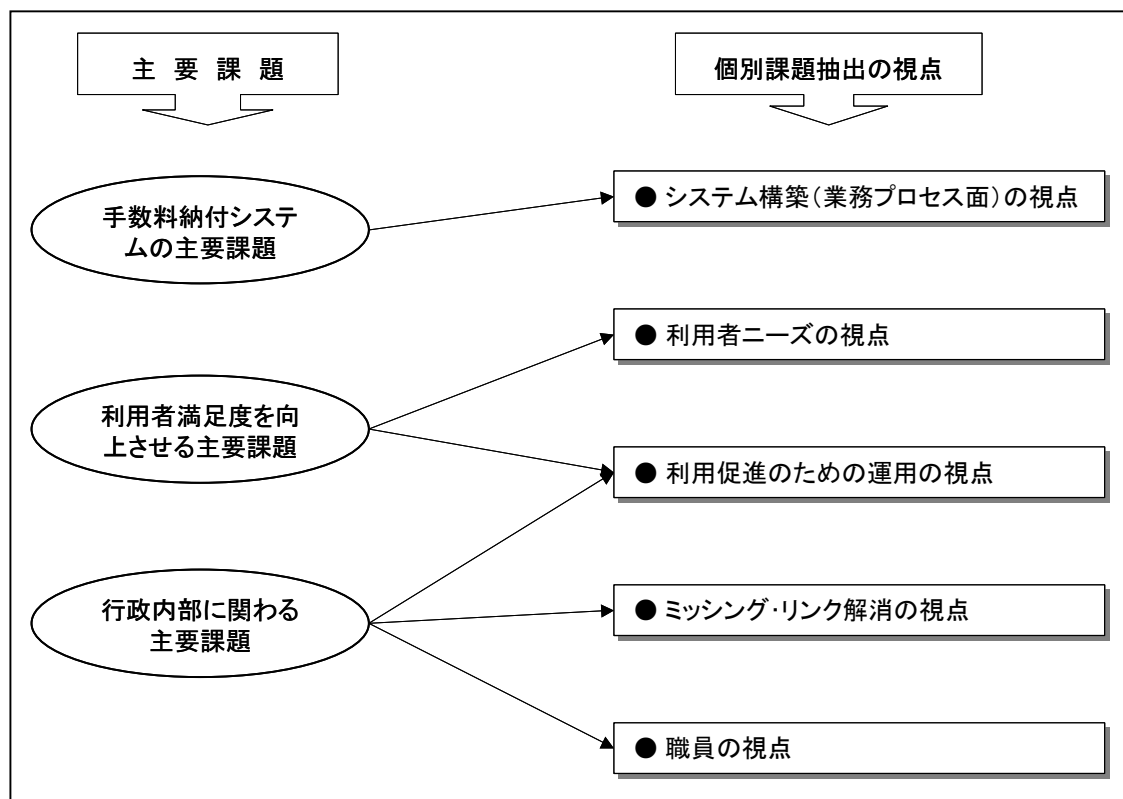 主 要 課 題
個別課題抽出の視点
手数料納付システ
ムの主要課題
利用者満足度を向
上させる主要課題
行政内部に関わる
主要課題
● システム構築(業務プロセス面)の視点
● 利用者ニーズの視点
● 利用促進のための運用の視点
● ミッシング・リンク解消の視点
● 職員の視点